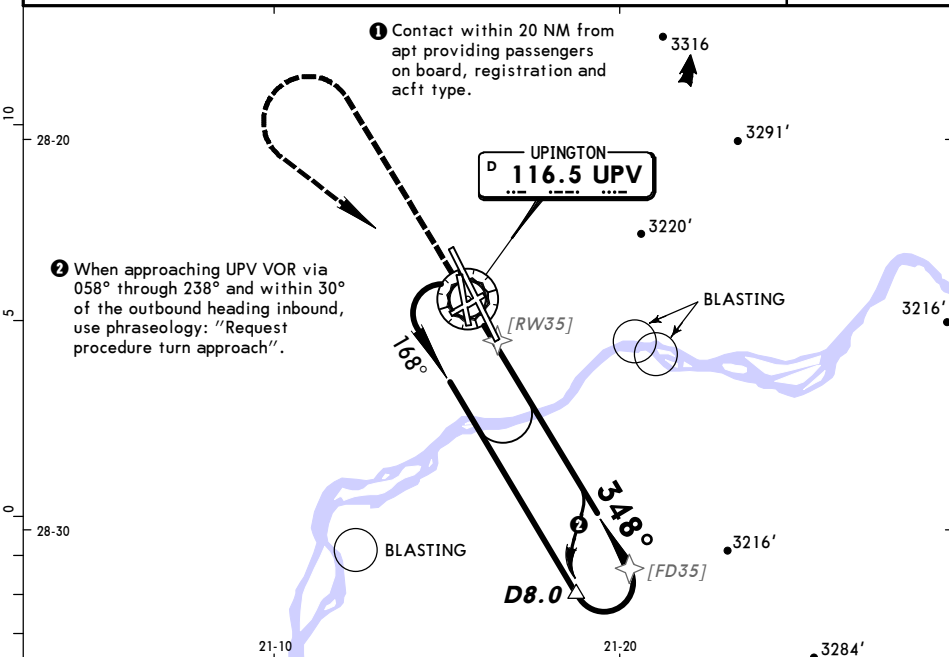 ❶ Contact within 20 NM from
apt providing passengers
on board, registration and
acft type.
3316
10
28-20
3291'
UPINGTON
D 116.5 UPV
3220'
❷ When approaching UPV VOR via
058° through 238° and within 30°
of the outbound heading inbound,
use phraseology: "Request
procedure turn approach".
BLASTING
3216'
5
[RW35]
168°
0
28-30
348°
❷
3216'
BLASTING
[FD35]
D8.0
21-10
21-20
3284'